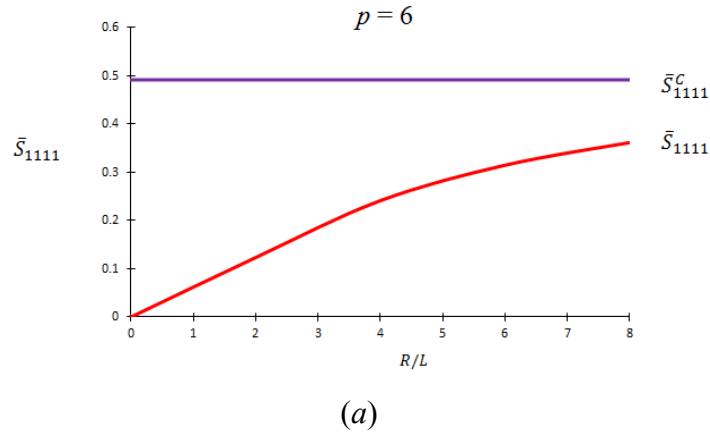 p = 6
0.6
0.5
0.4
0.3
0.2
0.1
0
S̄₁₁₁₁
S̄ᶜ₁₁₁₁
S̄₁₁₁₁
0 1 2 3 4 5 6 7 8
R/L
(a)